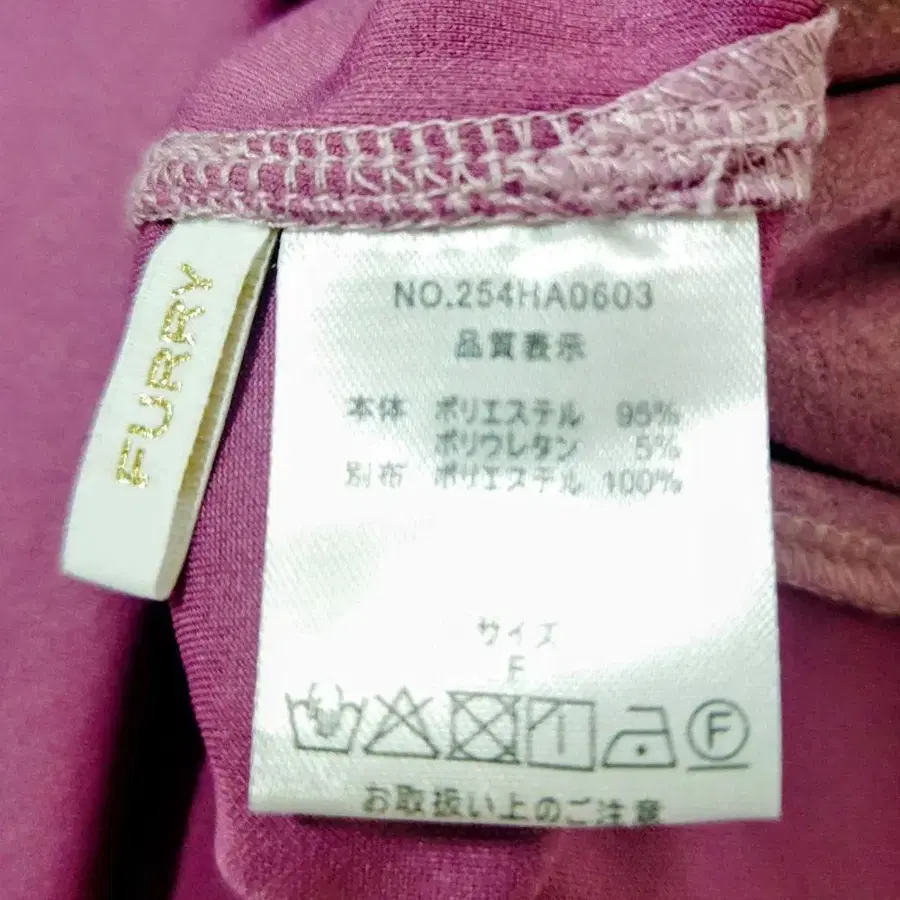 FURRY
NO.254HA0603
品質表示
本体 ポリエステル 95%
ポリウレタン 5%
別布 ポリエステル 100%
サイズ
F
F
お取扱い上のご注意